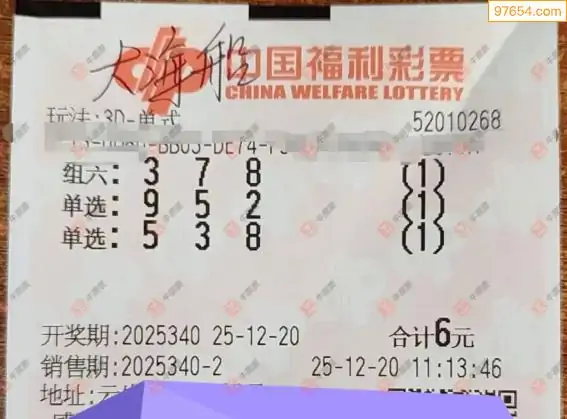 97654.com
大海船
中国福利彩票
CHINA WELFARE LOTTERY
玩法:3D-单式
52010268
组六: 3 7 8 (1)
单选: 9 5 2 (1)
单选: 5 3 8 (1)
开奖期:2025340 25-12-20 合计6元
销售期:2025340-2 25-12-20 11:13:46
地址:云